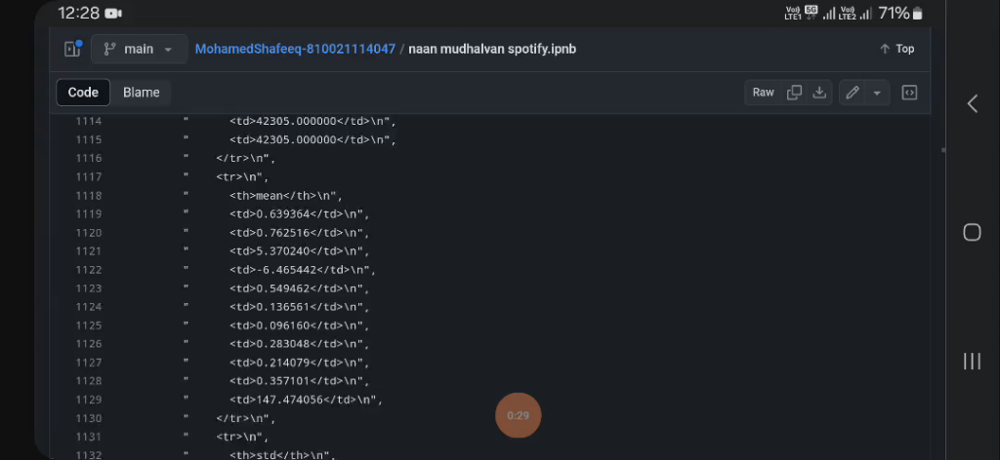 12:28 Vo) 5G Vo) 71%
LTE1 LTE2
main MohamedShafeeq-810021114047 / naan mudhalvan spotify.ipnb Top
Code Blame Raw
1114 " <td>42305.000000</td>\n",
1115 " <td>42305.000000</td>\n",
1116 " </tr>\n",
1117 " <tr>\n",
1118 " <th>mean</th>\n",
1119 " <td>0.639364</td>\n",
1120 " <td>0.762516</td>\n",
1121 " <td>5.370240</td>\n",
1122 " <td>-6.465442</td>\n",
1123 " <td>0.549462</td>\n",
1124 " <td>0.136561</td>\n",
1125 " <td>0.096160</td>\n",
1126 " <td>0.283048</td>\n",
1127 " <td>0.214079</td>\n",
1128 " <td>0.357101</td>\n",
1129 " <td>147.474056</td>\n",
1130 " </tr>\n",
1131 " <tr>\n",
1132 " <th>std</th>\n",
0:29